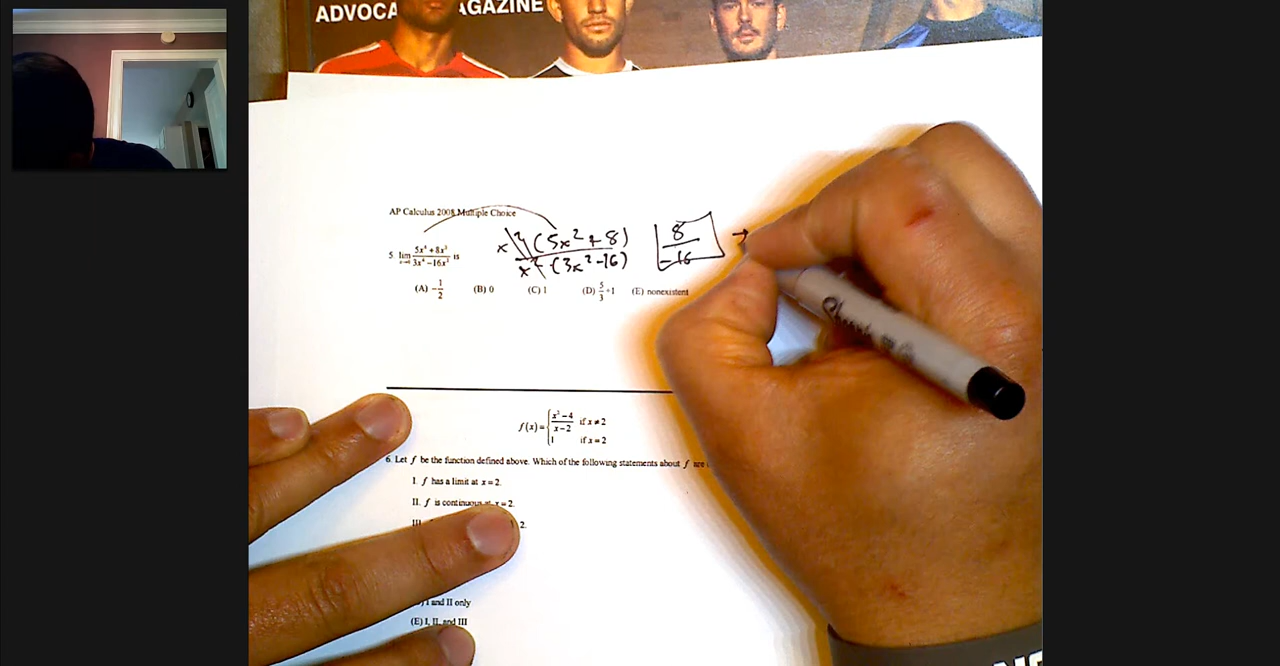 ADVOCA AGAZINE
AP Calculus 2008 Multiple Choice
5. lim 5x⁴+8x² / 3x⁴−16x² is
x² (5x²+8) / x² (3x²−16)
8 / −16 →
(A) −1/2 (B) 0 (C) 1 (D) 5/3+1 (E) nonexistent
f(x)= { x²−4 / x−2 if x≠2
1 if x=2
6. Let f be the function defined above. Which of the following statements about f are
I. f has a limit at x=2.
II. f is continuous at x=2.
III. 2.
) I and II only
(E) I, II, and III